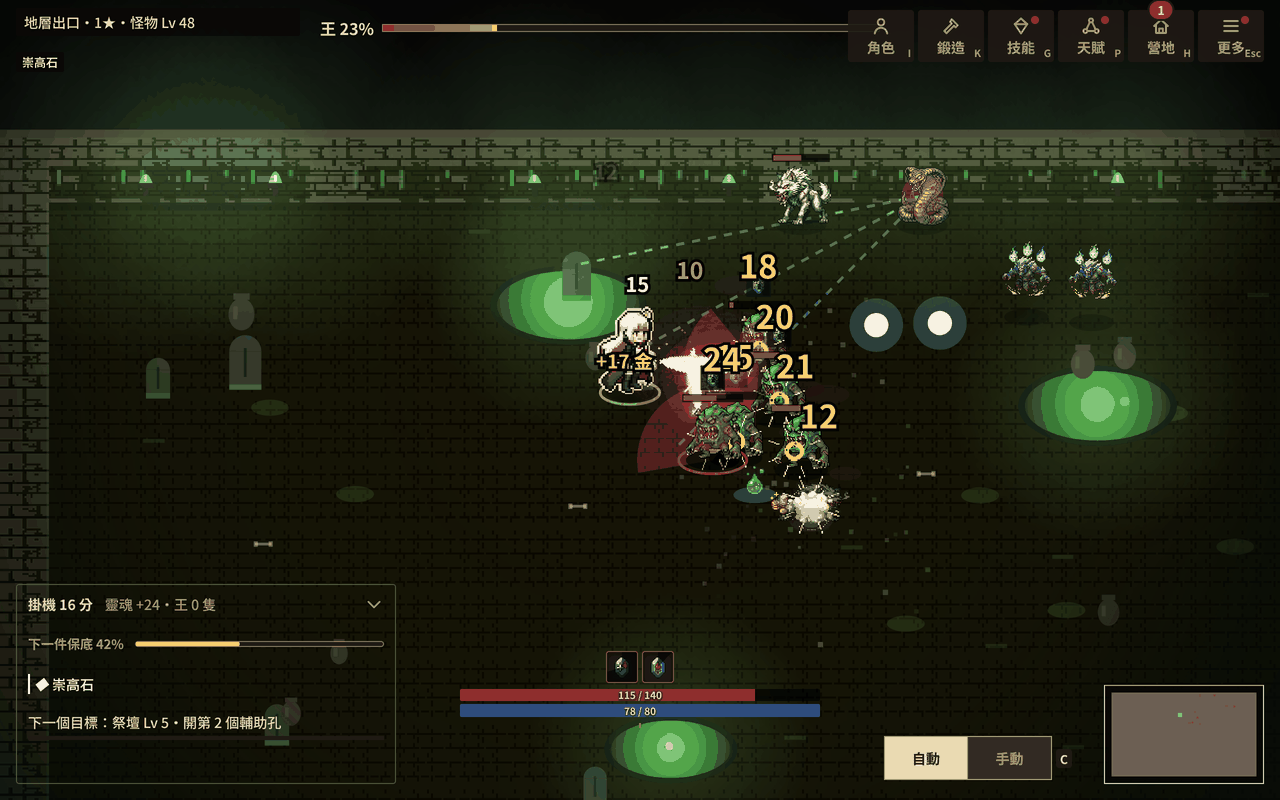 地層出口・1★・怪物 Lv 48
王 23%
角色 I
鍛造 K
技能 G
天賦 P
1
營地 H
更多 Esc
崇高石
15
10
18
20
+17 金
245
21
12
掛機 16 分 靈魂 +24・王 0 隻
下一件保底 42%
崇高石
下一個目標：祭壇 Lv 5・開第 2 個輔助孔
115 / 140
78 / 80
自動
手動
C